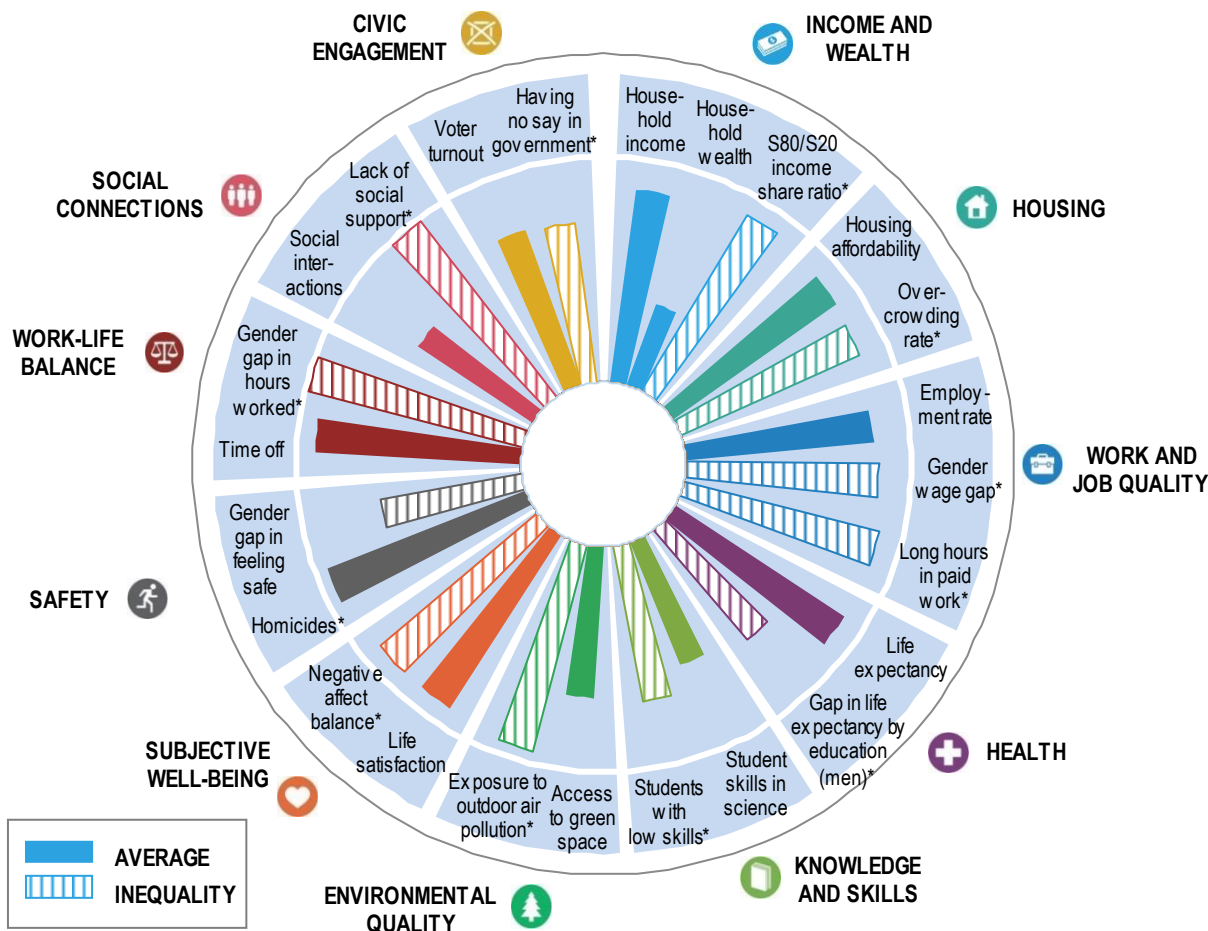 CIVIC
ENGAGEMENT
INCOME AND
WEALTH
House-
hold
income
House-
hold
wealth
S80/S20
income
share ratio*
HOUSING
Housing
affordability
Over-
crowding
rate*
WORK AND
JOB QUALITY
Employ-
ment rate
Gender
wage gap*
Long hours
in paid
work*
HEALTH
Life
expectancy
Gap in life
expectancy by
education
(men)*
KNOWLEDGE
AND SKILLS
Student
skills in
science
Students
with
low skills*
ENVIRONMENTAL
QUALITY
Access
to green
space
Exposure to
outdoor air
pollution*
SUBJECTIVE
WELL-BEING
Life
satisfaction
Negative
affect
balance*
SAFETY
Homicides*
Gender
gap in
feeling
safe
WORK-LIFE
BALANCE
Time off
Gender
gap in
hours
worked*
SOCIAL
CONNECTIONS
Social
inter-
actions
Lack of
social
support*
Voter
turnout
Having
no say in
government*
AVERAGE
INEQUALITY